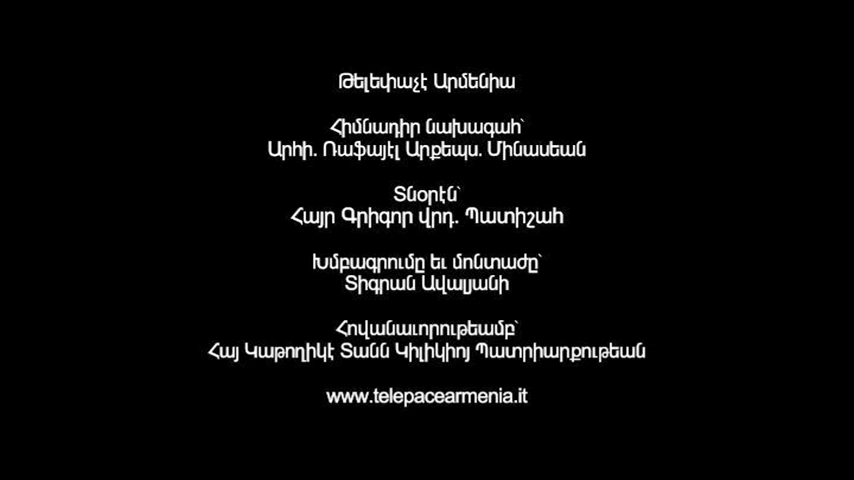 Թելեփաչէ Արմենիա
Հիմնադիր նախագահ՝
Արհի. Ռաֆայէլ Արքեպս. Մինասեան
Տնօրէն՝
Հայր Գրիգոր վրդ. Պատիշահ
Խմբագրումը եւ մոնտաժը՝
Տիգրան Ավալյանի
Հովանաւորութեամբ՝
Հայ Կաթողիկէ Տանն Կիլիկիոյ Պատրիարքութեան
www.telepacearmenia.it